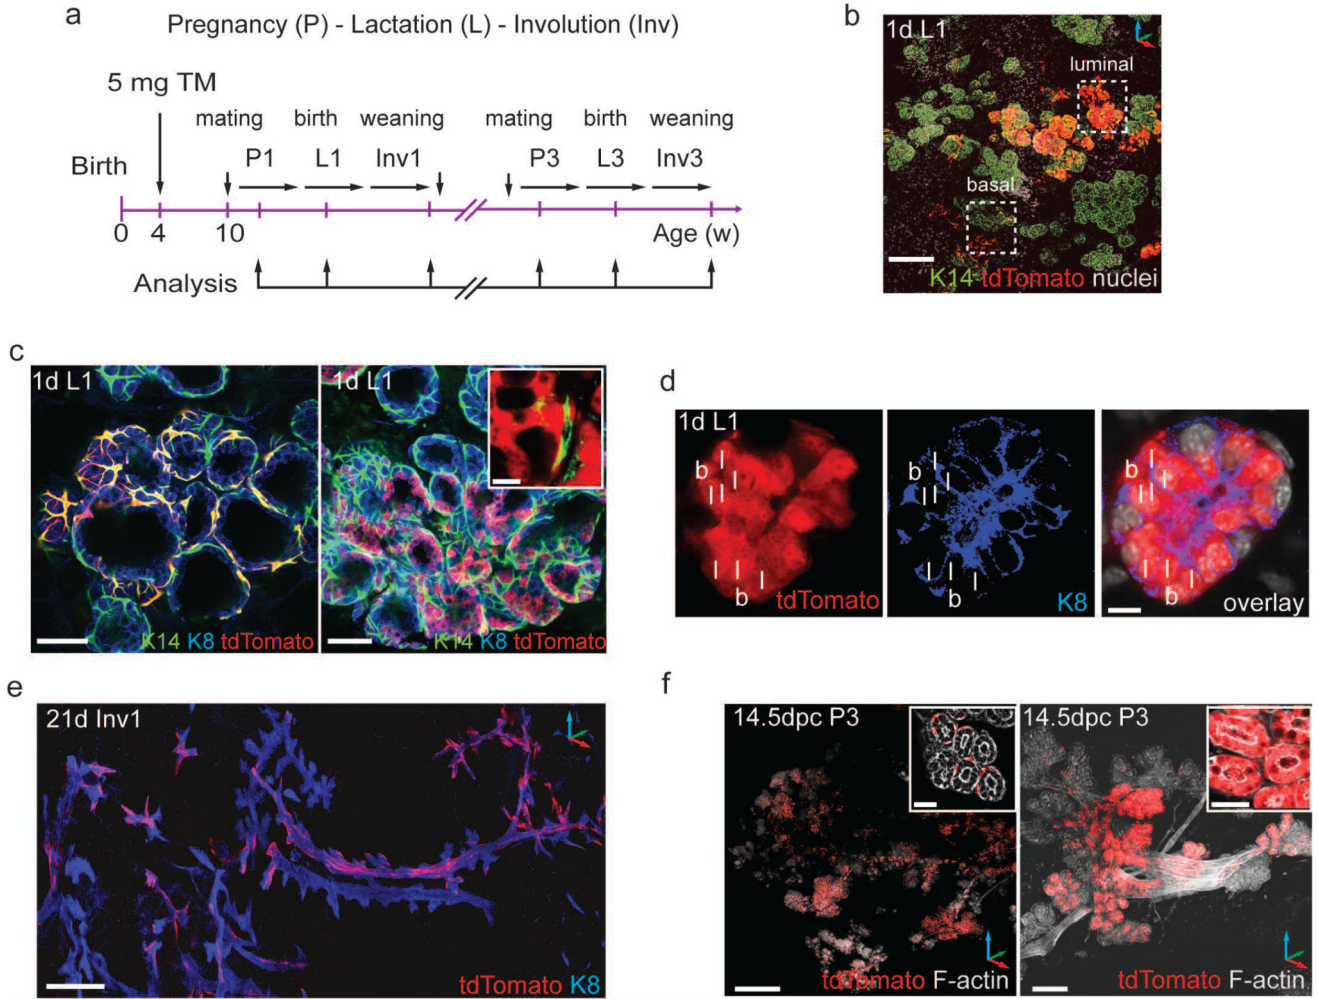 a
Pregnancy (P) - Lactation (L) - Involution (Inv)
5 mg TM
mating birth weaning mating birth weaning
P1 L1 Inv1 P3 L3 Inv3
Birth
0 4 10 Age (w)
Analysis
b
1d L1
luminal
basal
K14 tdTomato nuclei
c
1d L1
K14 K8 tdTomato
1d L1
K14 K8 tdTomato
d
1d L1
l
b l
l l
l l l
b
tdTomato
l
b l
l l
l l l
b
K8
l
b l
l l
l l l
b
overlay
e
21d Inv1
tdTomato K8
f
14.5dpc P3
tdTomato F-actin
14.5dpc P3
tdTomato F-actin